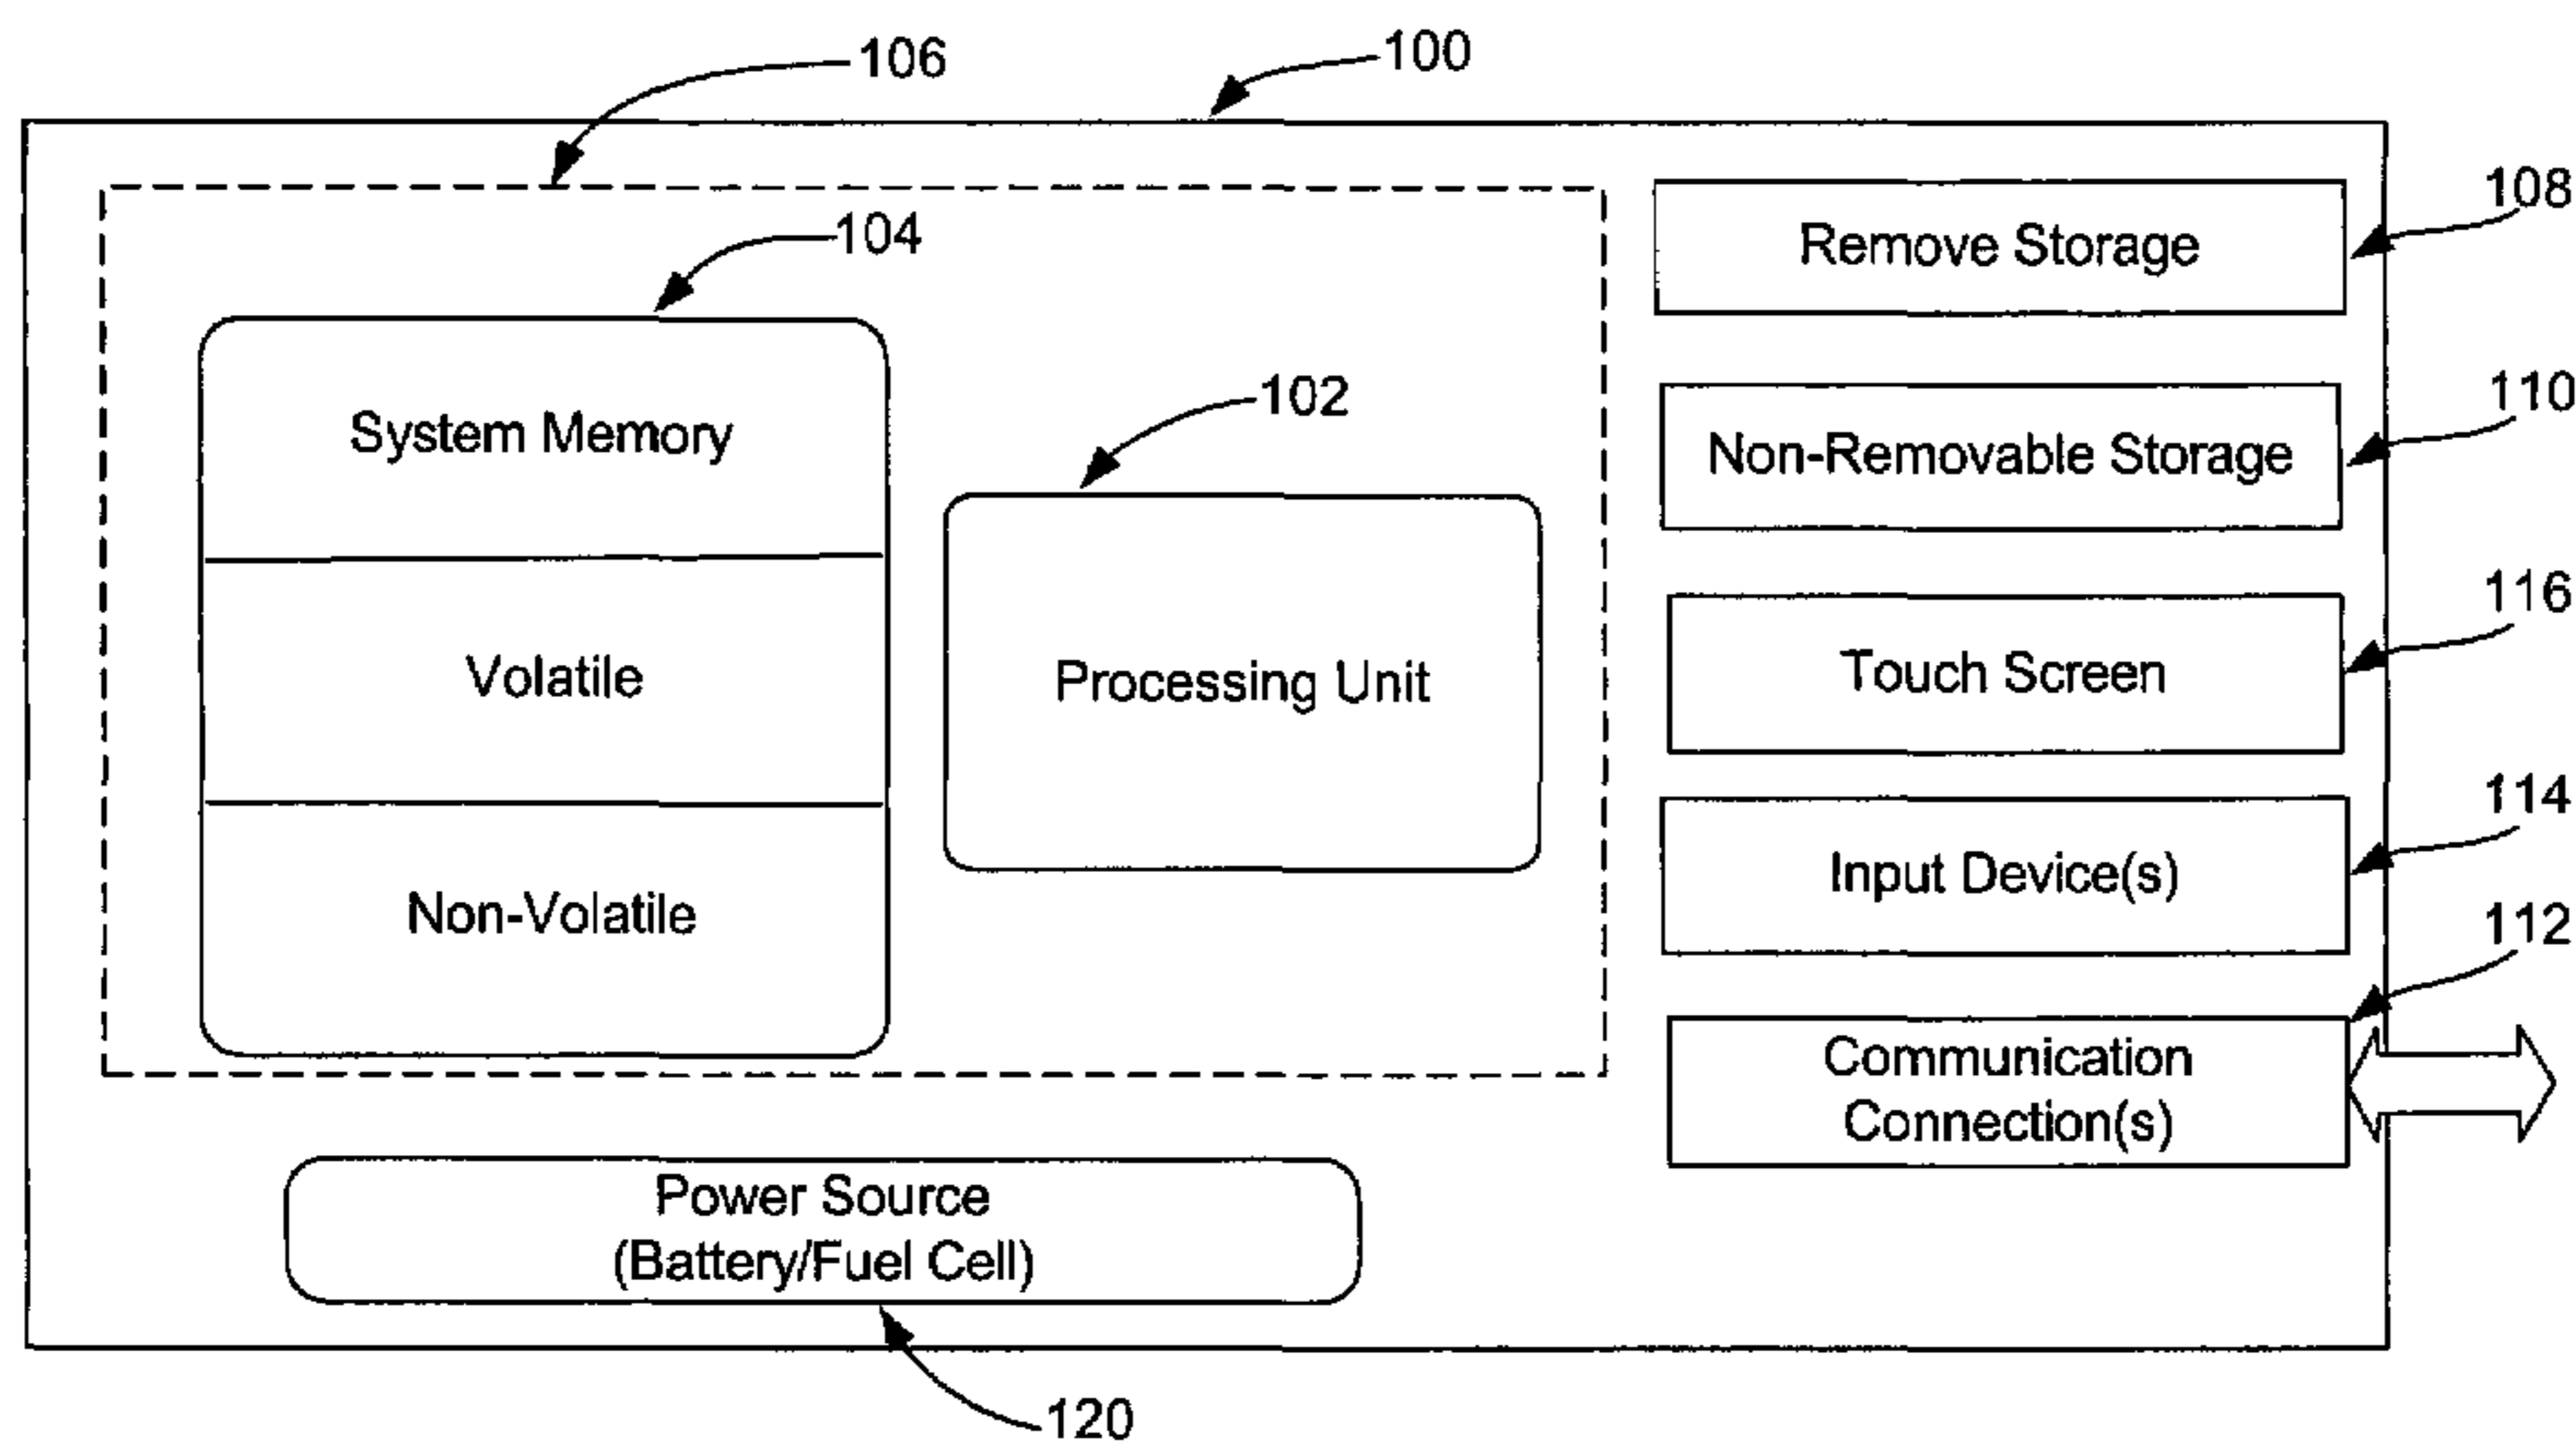 106
100
108
Remove Storage
104
110
System Memory
102
Non-Removable Storage
116
Volatile
Processing Unit
Touch Screen
114
Input Device(s)
112
Non-Volatile
Communication
Connection(s)
Power Source
(Battery/Fuel Cell)
120